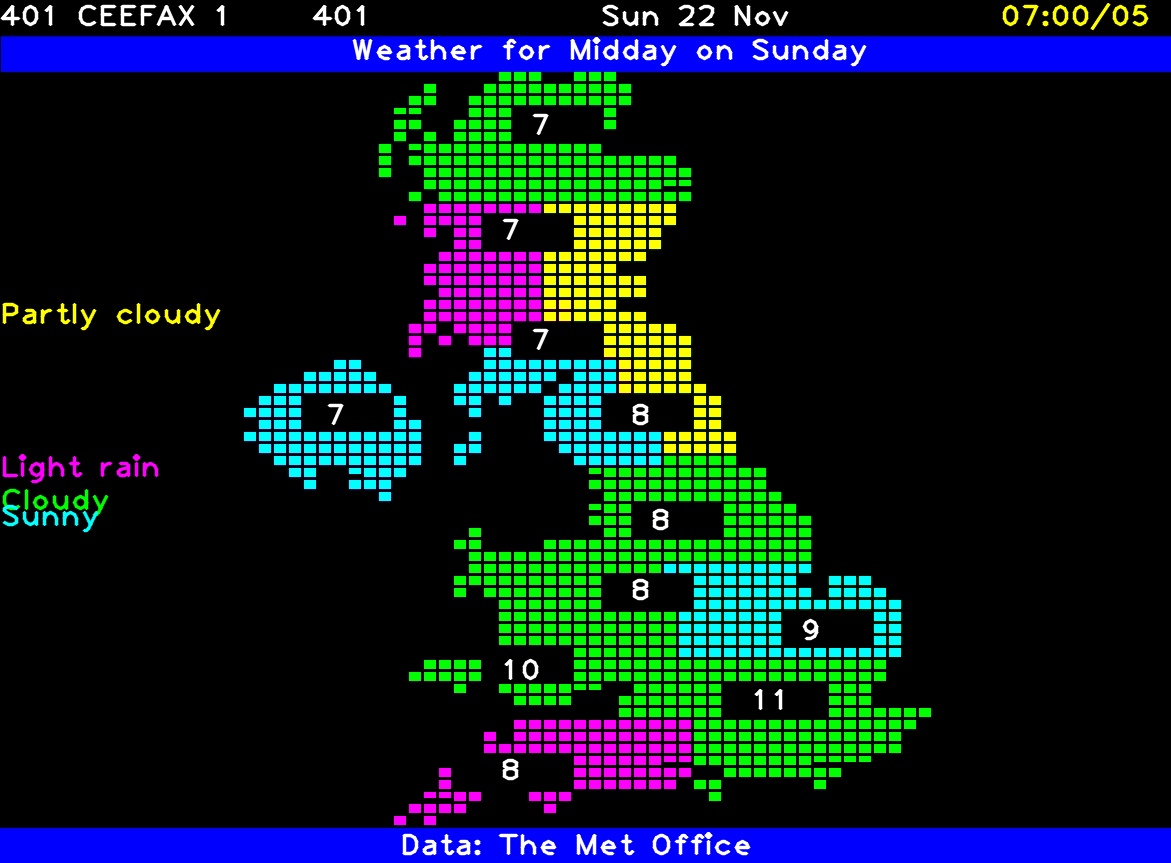 401 CEEFAX 1 401 Sun 22 Nov 07:00/05
Weather for Midday on Sunday
7
7
Partly cloudy
7
7 8
Light rain
Cloudy
Sunny
8
8
9
10
11
8
Data: The Met Office